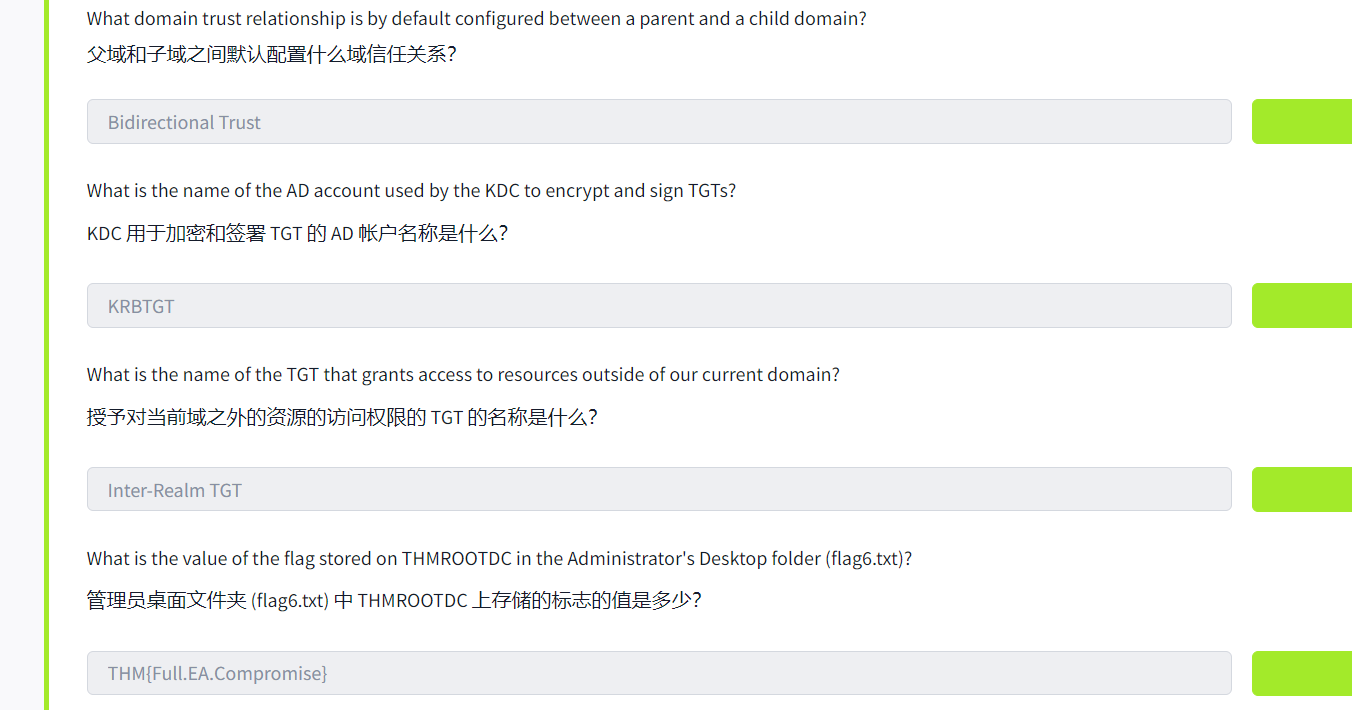 What domain trust relationship is by default configured between a parent and a child domain?
父域和子域之间默认配置什么域信任关系？
Bidirectional Trust
What is the name of the AD account used by the KDC to encrypt and sign TGTs?
KDC 用于加密和签署 TGT 的 AD 帐户名称是什么？
KRBTGT
What is the name of the TGT that grants access to resources outside of our current domain?
授予对当前域之外的资源的访问权限的 TGT 的名称是什么？
Inter-Realm TGT
What is the value of the flag stored on THMROOTDC in the Administrator's Desktop folder (flag6.txt)?
管理员桌面文件夹 (flag6.txt) 中 THMROOTDC 上存储的标志的值是多少？
THM{Full.EA.Compromise}